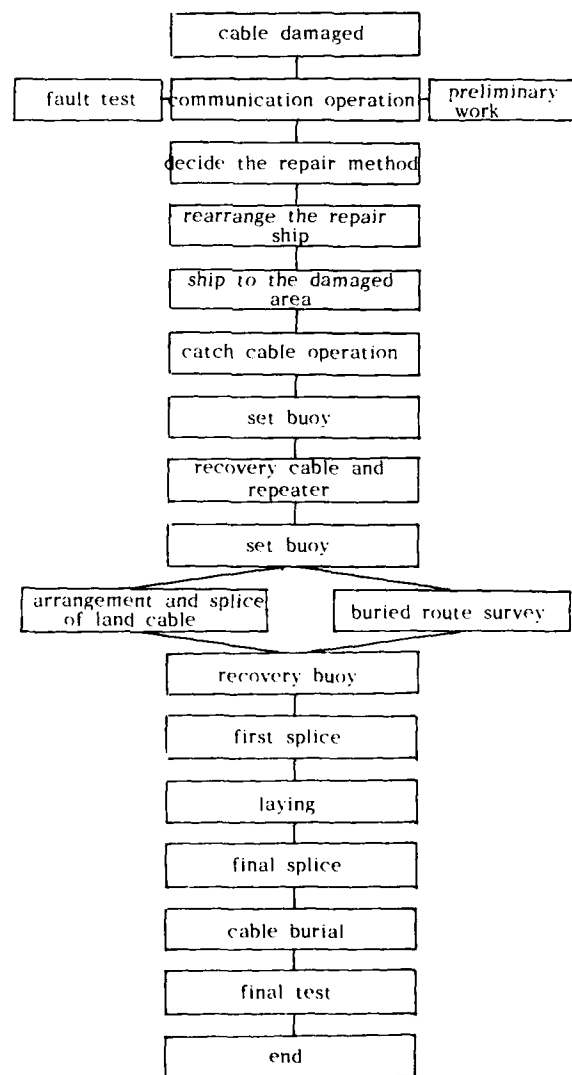 cable damaged
fault test
communication operation
preliminary
work
decide the repair method
rearrange the repair
ship
ship to the damaged
area
catch cable operation
set buoy
recovery cable and
repeater
set buoy
arrangement and splice
of land cable
buried route survey
recovery buoy
first splice
laying
final splice
cable burial
final test
end